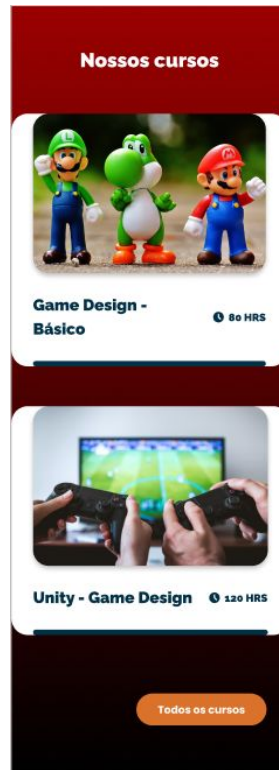 Nossos cursos
Game Design -
Básico
80 HRS
Unity - Game Design
120 HRS
Todos os cursos